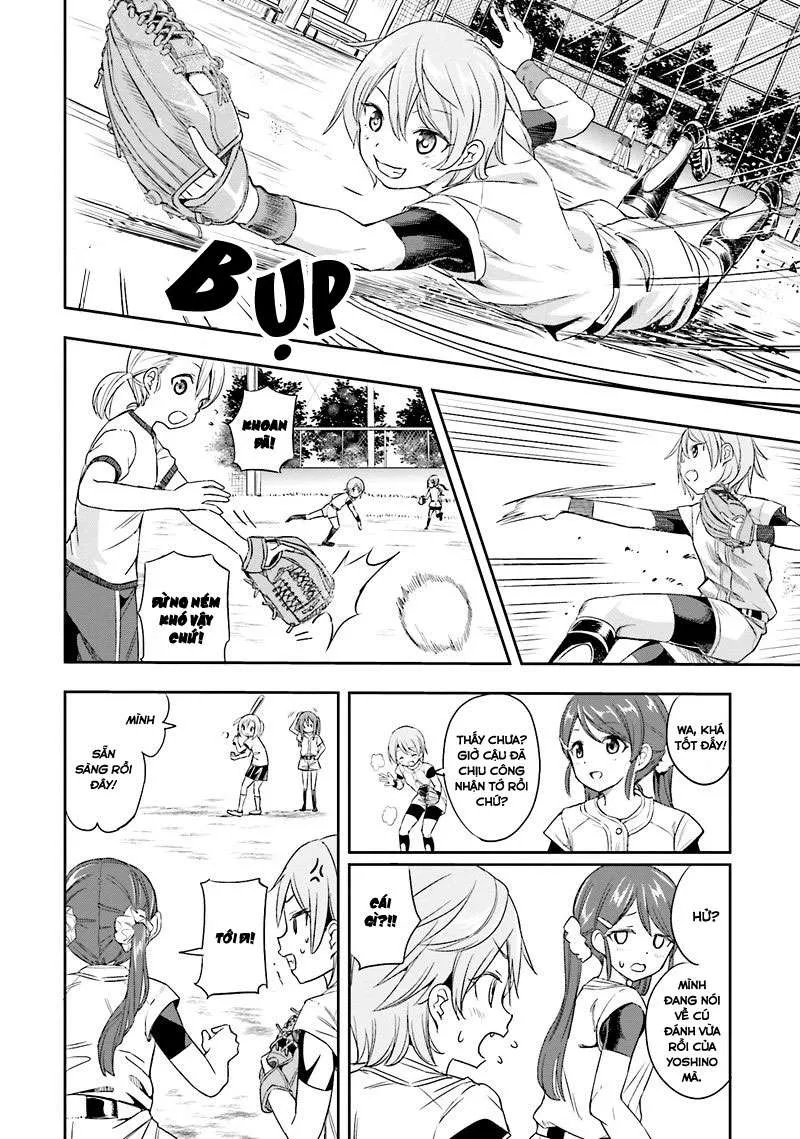 BỤP
KHOAN
ĐÃ!
ĐỪNG NÉM
KHÓ VẬY
CHỨ!
WA, KHÁ
TỐT ĐẤY!
THẤY CHƯA?
GIỜ CẬU ĐÃ
CHỊU CÔNG
NHẬN TỚ RỒI
CHỨ?
HỬ?
MÌNH
ĐANG NÓI
VỀ CÚ
ĐÁNH VỪA
RỒI CỦA
YOSHINO
MÀ.
CÁI
GÌ?!!
MÌNH
SẴN
SÀNG RỒI
ĐÂY!
TỚI ĐI!